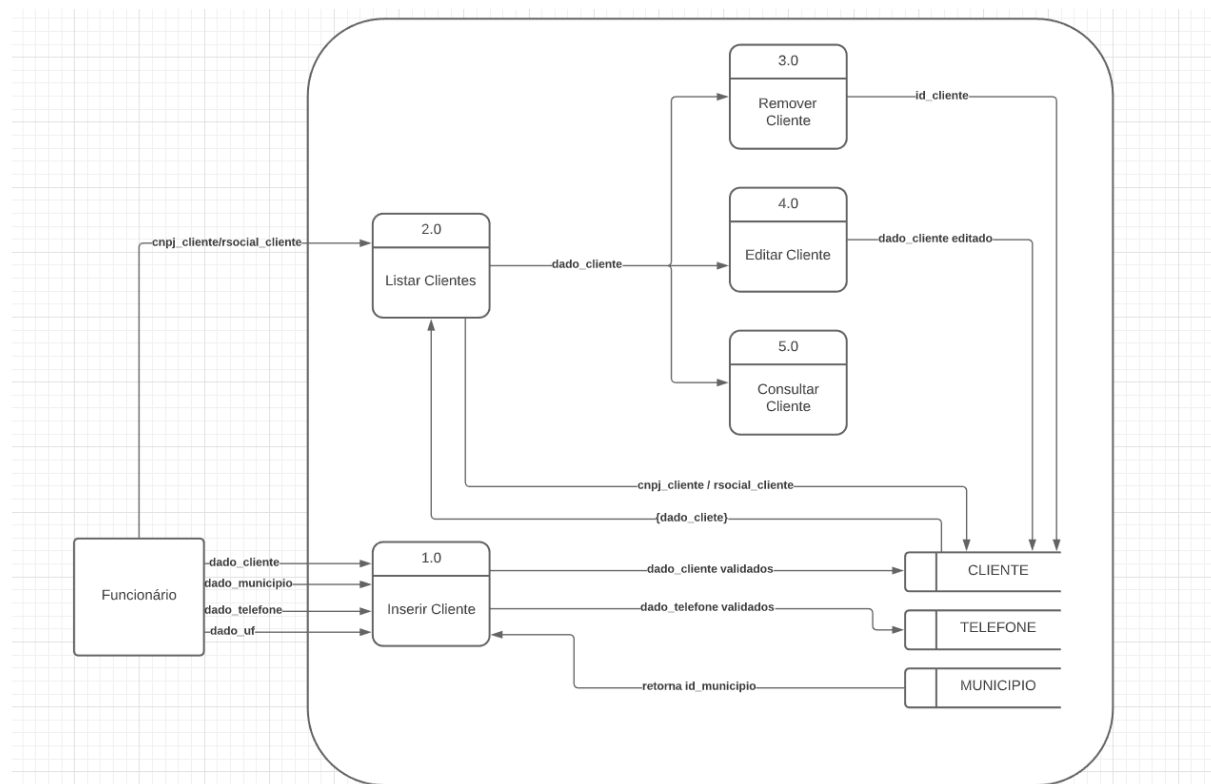 3.0
Remover
Cliente
id_cliente
4.0
Editar Cliente
dado_cliente editado
2.0
Listar Clientes
cnpj_cliente/rsocial_cliente
dado_cliente
5.0
Consultar
Cliente
cnpj_cliente / rsocial_cliente
{dado_cliete}
Funcionário
dado_cliente
dado_municipio
dado_telefone
dado_uf
1.0
Inserir Cliente
dado_cliente validados
dado_telefone validados
retorna id_municipio
CLIENTE
TELEFONE
MUNICIPIO